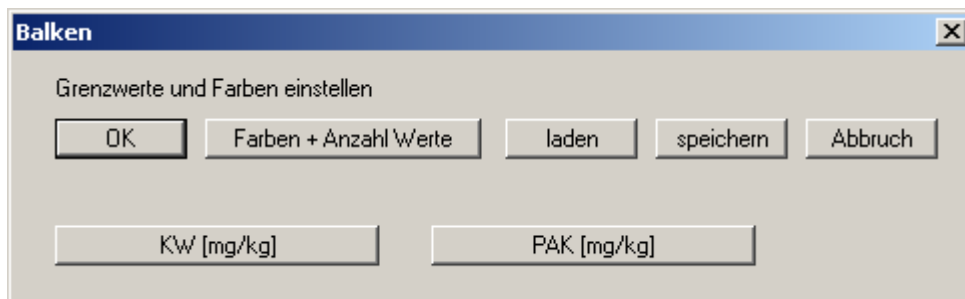 Balken
Grenzwerte und Farben einstellen
OK Farben + Anzahl Werte laden speichern Abbruch
KW [mg/kg] PAK [mg/kg]